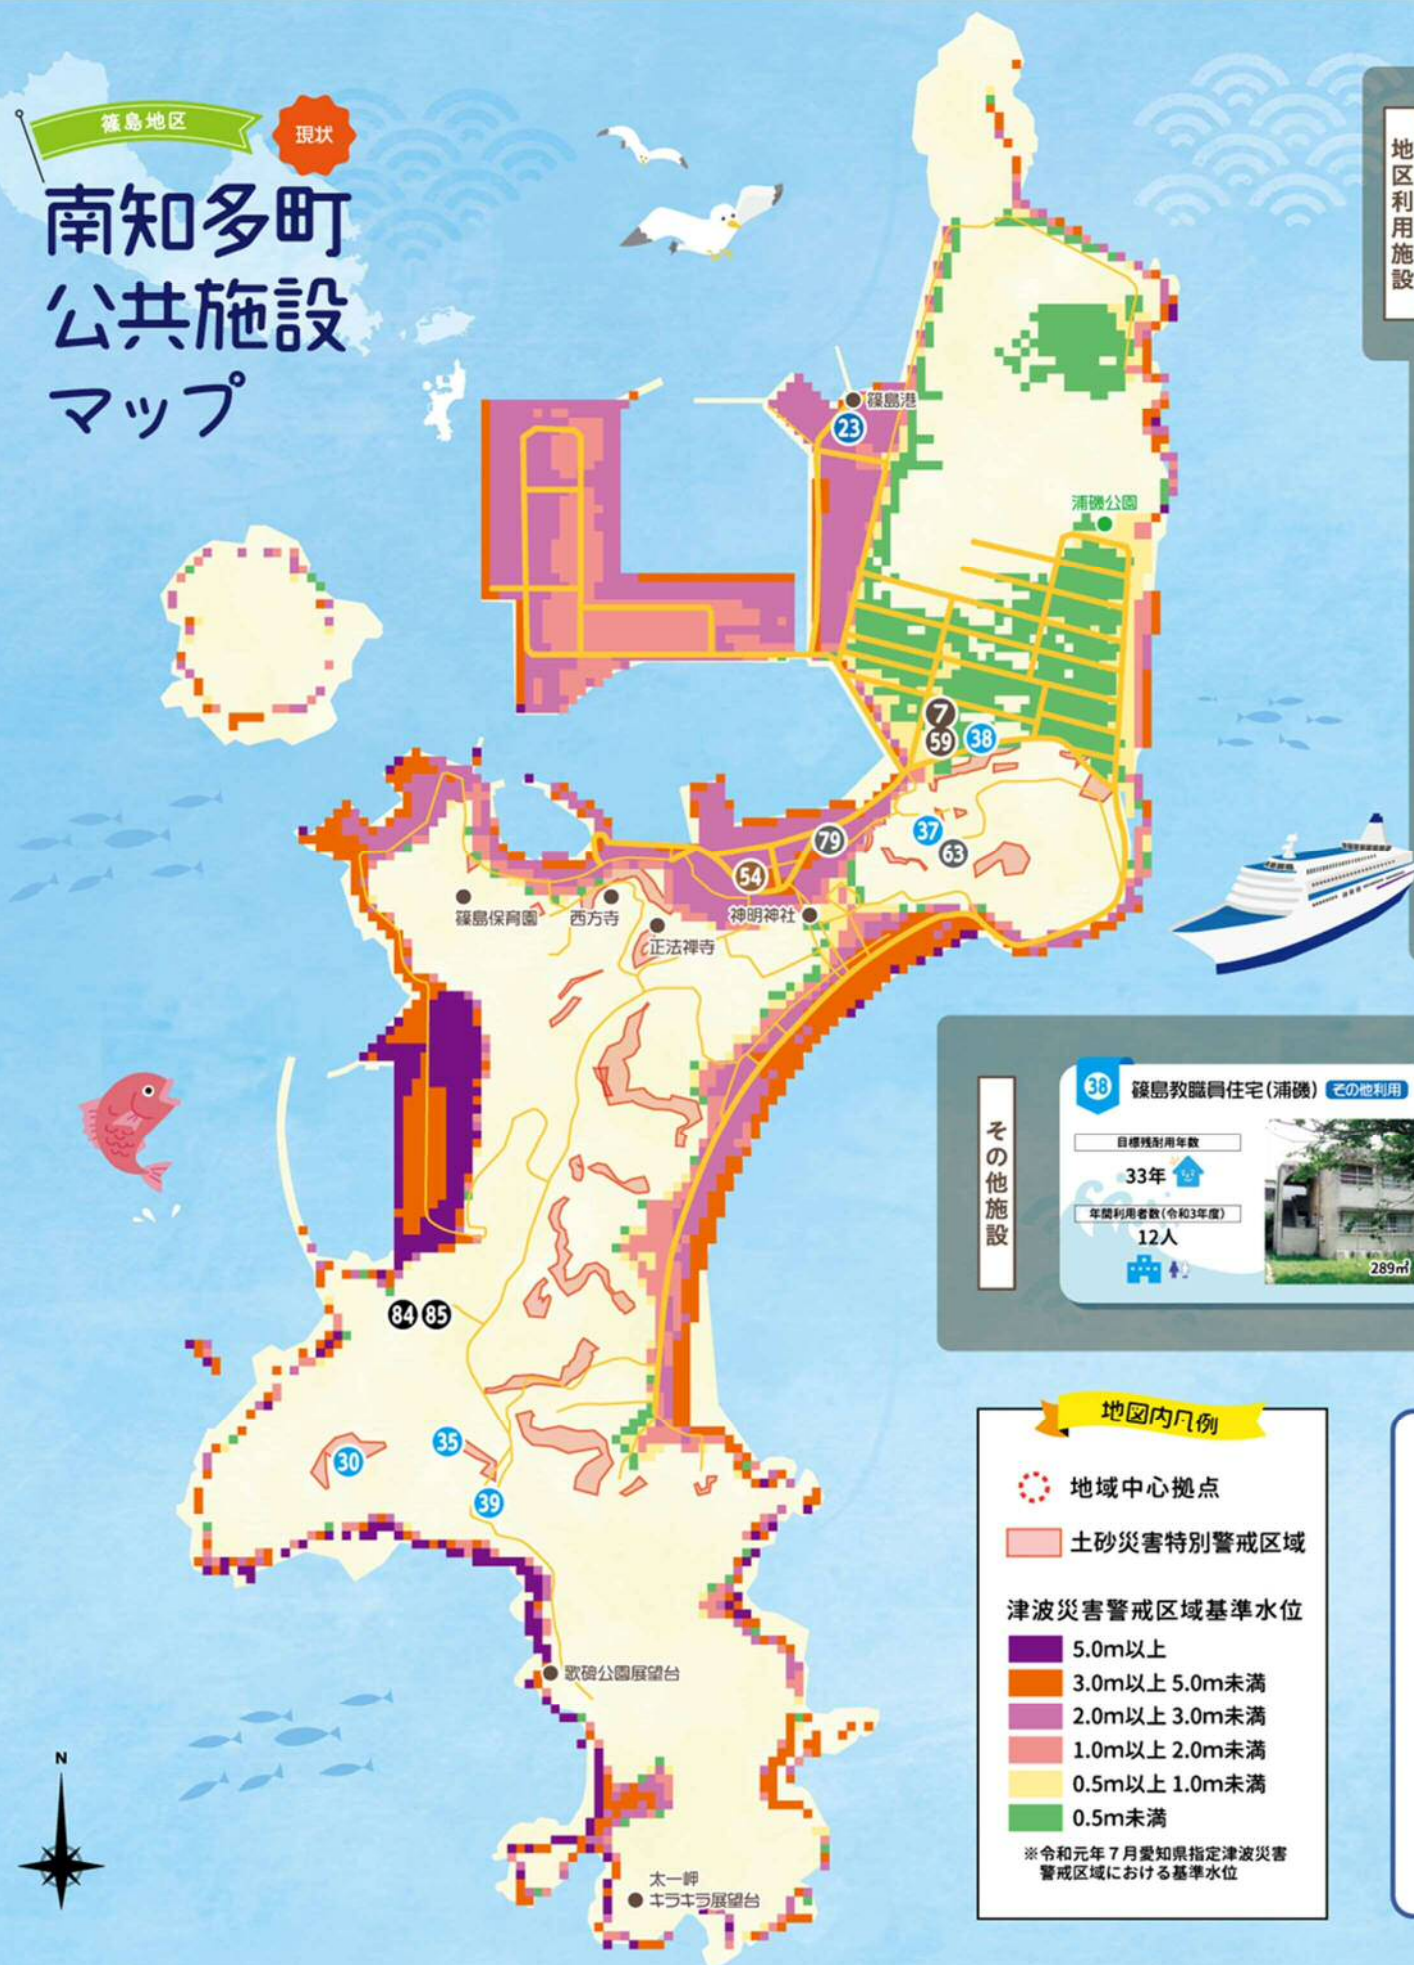 篠島地区
現状
南知多町
公共施設
マップ
地区利用施設
篠島港
23
浦磯公園
7
59
38
37
63
79
54
篠島保育園
西方寺
神明神社
正法禅寺
84
85
30
35
39
歌碑公園展望台
太一岬
キラキラ展望台
N
その他施設
38
篠島教職員住宅(浦磯)
その他利用
目標残耐用年数
33年
年間利用者数(令和3年度)
12人
289㎡
地図内凡例
地域中心拠点
土砂災害特別警戒区域
津波災害警戒区域基準水位
5.0m以上
3.0m以上 5.0m未満
2.0m以上 3.0m未満
1.0m以上 2.0m未満
0.5m以上 1.0m未満
0.5m未満
※令和元年7月愛知県指定津波災害
警戒区域における基準水位